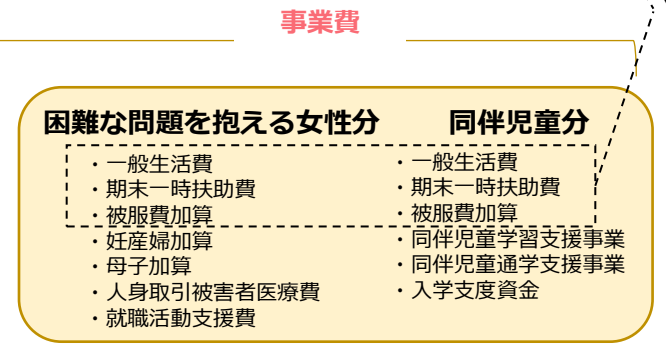 事業費
困難な問題を抱える女性分
・一般生活費
・期末一時扶助費
・被服費加算
・妊産婦加算
・母子加算
・人身取引被害者医療費
・就職活動支援費
同伴児童分
・一般生活費
・期末一時扶助費
・被服費加算
・同伴児童学習支援事業
・同伴児童通学支援事業
・入学支度資金